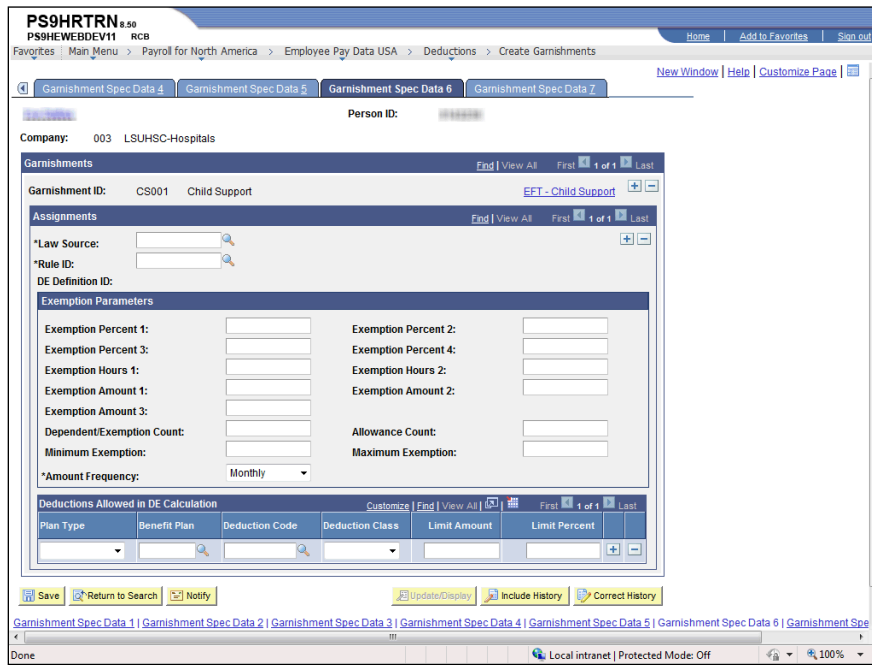 PS9HRTRN 8.50
PS9HEWEBDEV11 RCB
Home | Add to Favorites | Sign out
Favorites Main Menu > Payroll for North America > Employee Pay Data USA > Deductions > Create Garnishments
New Window | Help | Customize Page |
Garnishment Spec Data 4 Garnishment Spec Data 5 Garnishment Spec Data 6 Garnishment Spec Data 7
Person ID:
Company: 003 LSUHSC-Hospitals
Garnishments Find | View All First 1 of 1 Last
Garnishment ID: CS001 Child Support EFT - Child Support
Assignments Find | View All First 1 of 1 Last
*Law Source:
*Rule ID:
DE Definition ID:
Exemption Parameters
Exemption Percent 1: Exemption Percent 2:
Exemption Percent 3: Exemption Percent 4:
Exemption Hours 1: Exemption Hours 2:
Exemption Amount 1: Exemption Amount 2:
Exemption Amount 3:
Dependent/Exemption Count: Allowance Count:
Minimum Exemption: Maximum Exemption:
*Amount Frequency: Monthly
Deductions Allowed in DE Calculation Customize | Find | View All | | First 1 of 1 Last
Plan Type Benefit Plan Deduction Code Deduction Class Limit Amount Limit Percent
Save Return to Search Notify Update/Display Include History Correct History
Garnishment Spec Data 1 | Garnishment Spec Data 2 | Garnishment Spec Data 3 | Garnishment Spec Data 4 | Garnishment Spec Data 5 | Garnishment Spec Data 6 | Garnishment Spe
Done Local intranet | Protected Mode: Off 100%